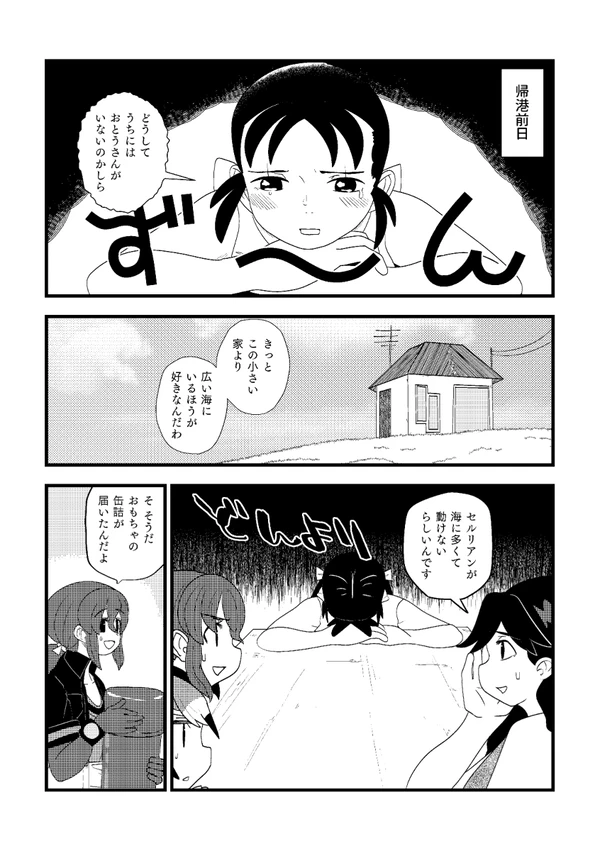 帰港前日
どうして
うちには
おとうさんが
いないのかしら
ず〜ん
きっと
この小さい
家より
広い海に
いるほうが
好きなんだわ
セルリアンが
海に多くて
動けない
らしいんです
どんより
そ そうだ
おもちゃの
缶詰が
届いたんだよ